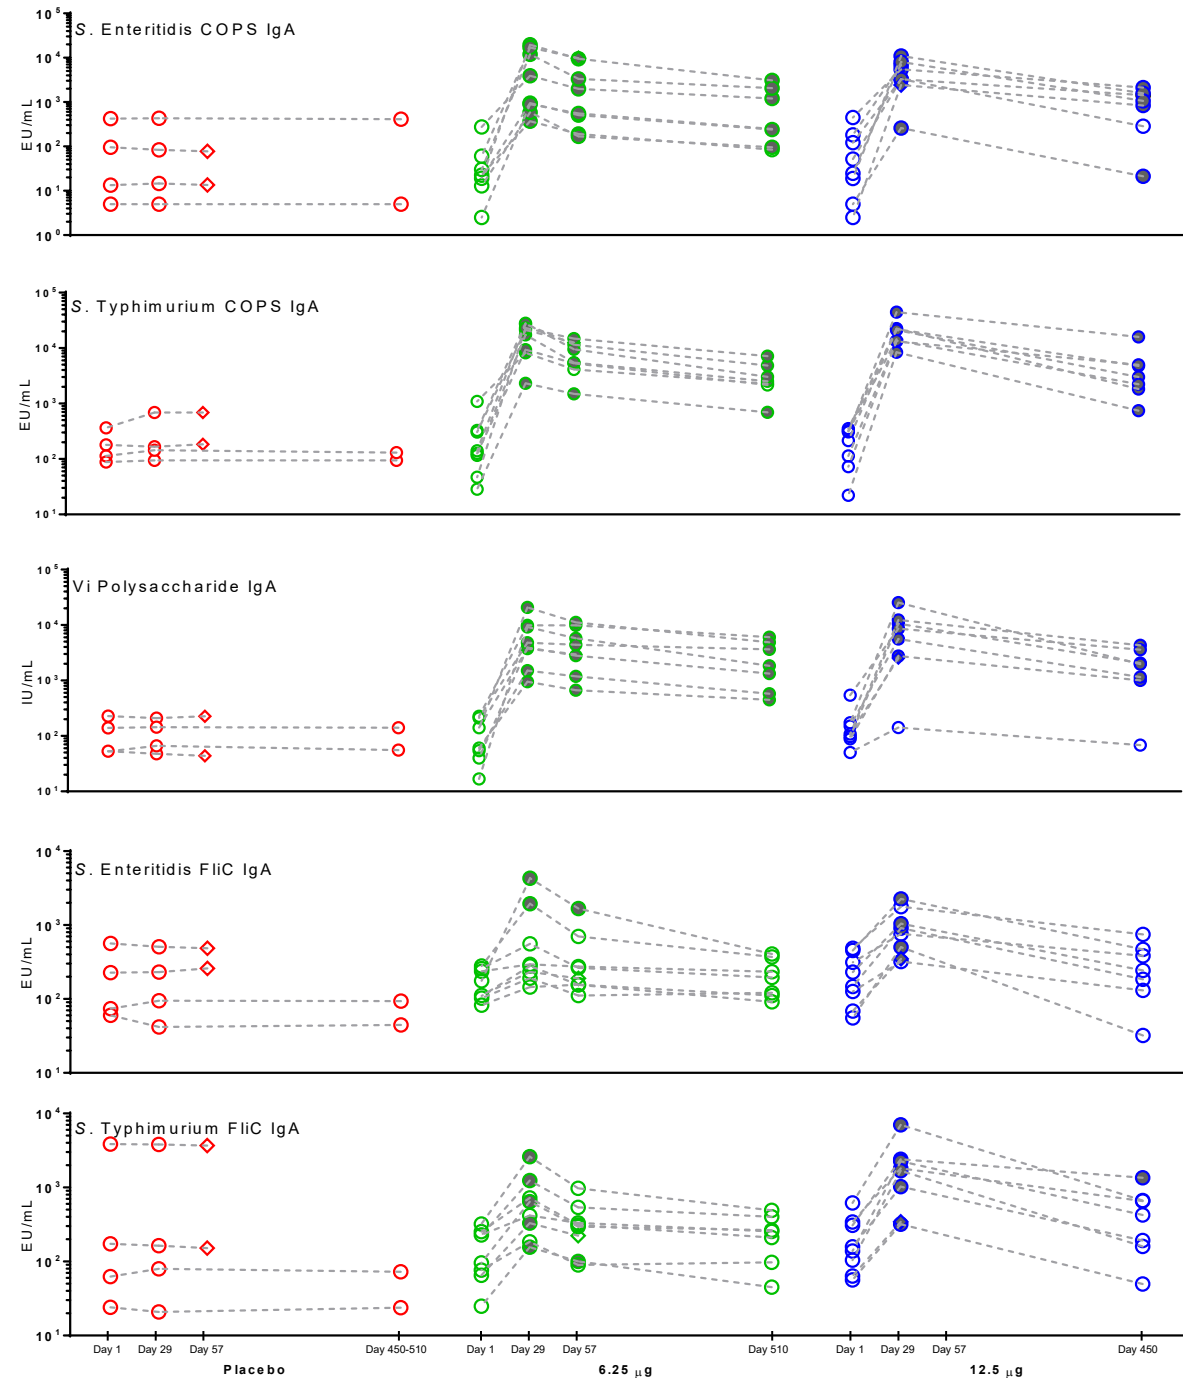 S. Enteritidis COPS IgA
EU/mL
10^5
10^4
10^3
10^2
10^1
10^0
S. Typhimurium COPS IgA
EU/mL
10^5
10^4
10^3
10^2
10^1
Vi Polysaccharide IgA
IU/mL
10^5
10^4
10^3
10^2
10^1
S. Enteritidis FliC IgA
EU/mL
10^4
10^3
10^2
10^1
S. Typhimurium FliC IgA
EU/mL
10^4
10^3
10^2
10^1
Day 1 Day 29 Day 57 Day 450-510 Day 1 Day 29 Day 57 Day 510 Day 1 Day 29 Day 57 Day 450
Placebo 6.25 μg 12.5 μg